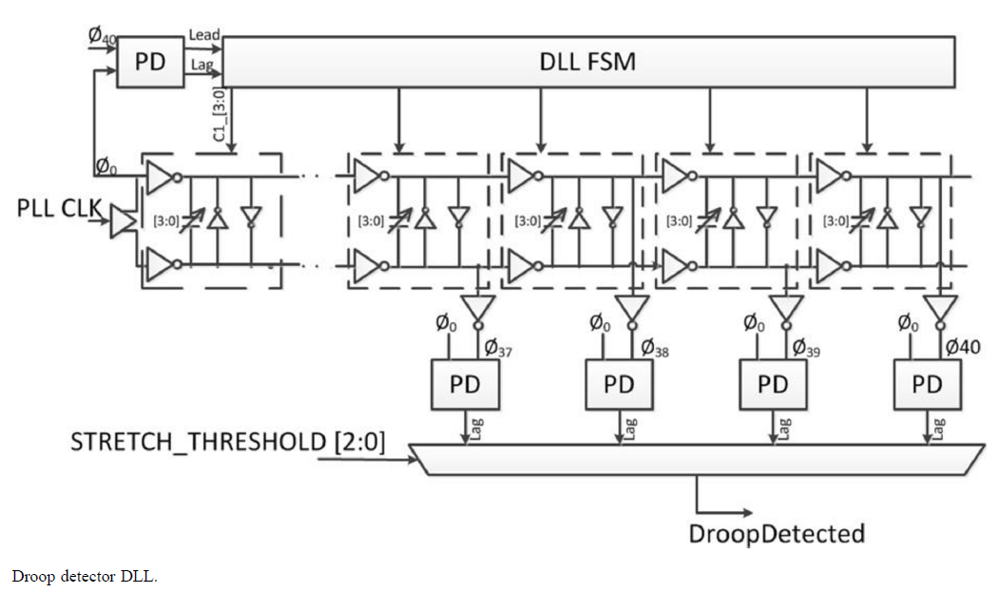 Ø40
Lead
Lag
PD
DLL FSM
C1_[3:0]
Ø0
PLL CLK
[3:0]
[3:0]
[3:0]
[3:0]
[3:0]
Ø0
Ø37
Ø0
Ø38
Ø0
Ø39
Ø0
Ø40
PD
PD
PD
PD
Lag
Lag
Lag
Lag
STRETCH_THRESHOLD [2:0]
DroopDetected
Droop detector DLL.